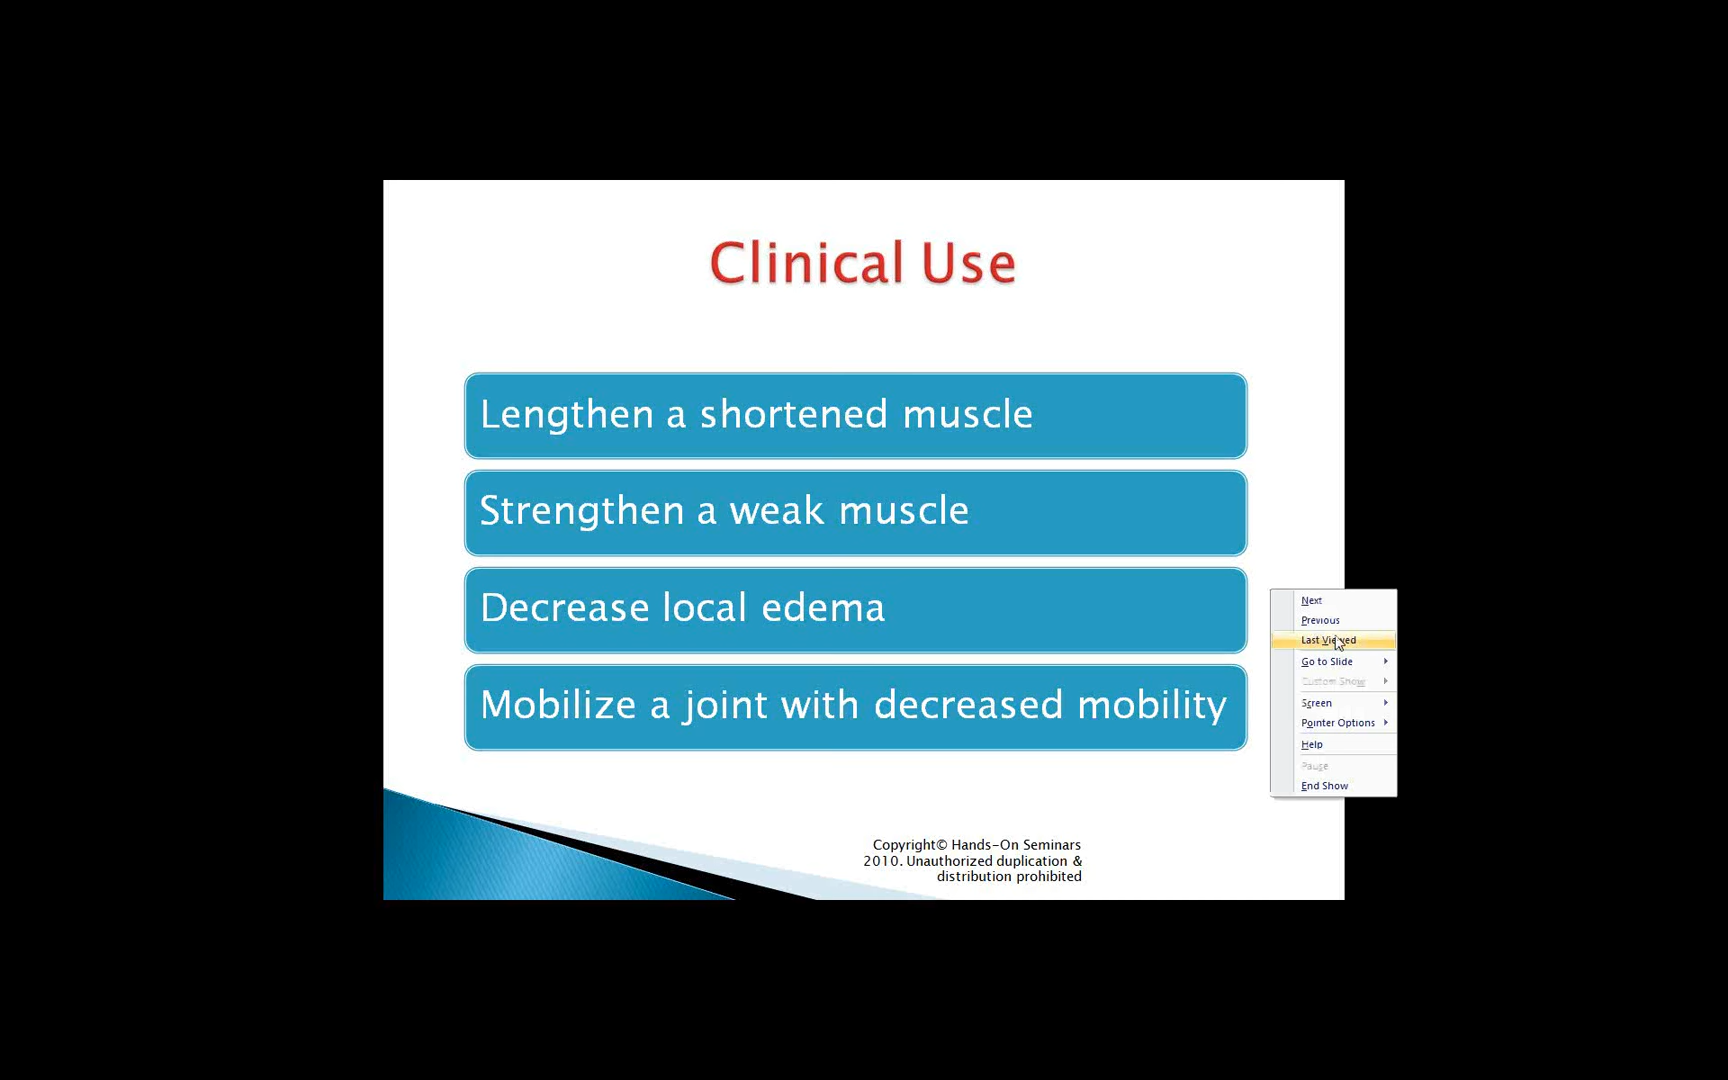 Clinical Use
Lengthen a shortened muscle
Strengthen a weak muscle
Decrease local edema
Mobilize a joint with decreased mobility
Next
Previous
Last Viewed
Go to Slide
Custom Show
Screen
Pointer Options
Help
Pause
End Show
Copyright© Hands-On Seminars
2010. Unauthorized duplication &
distribution prohibited